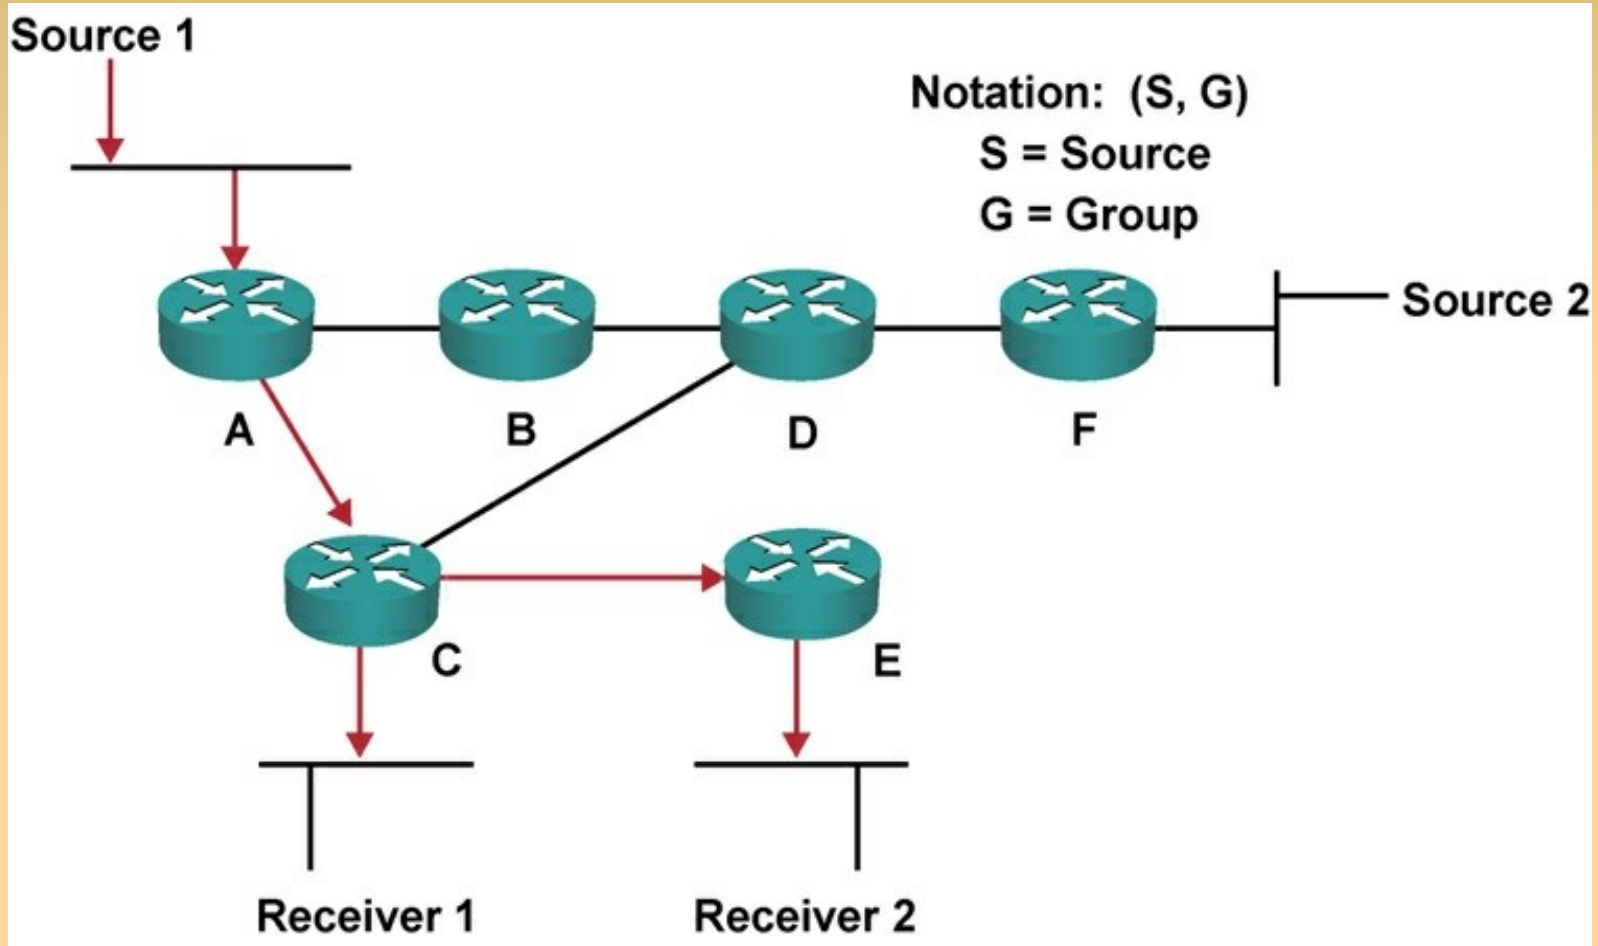 Source 1
Notation: (S, G)
S = Source
G = Group
Source 2
A
B
D
F
C
E
Receiver 1
Receiver 2